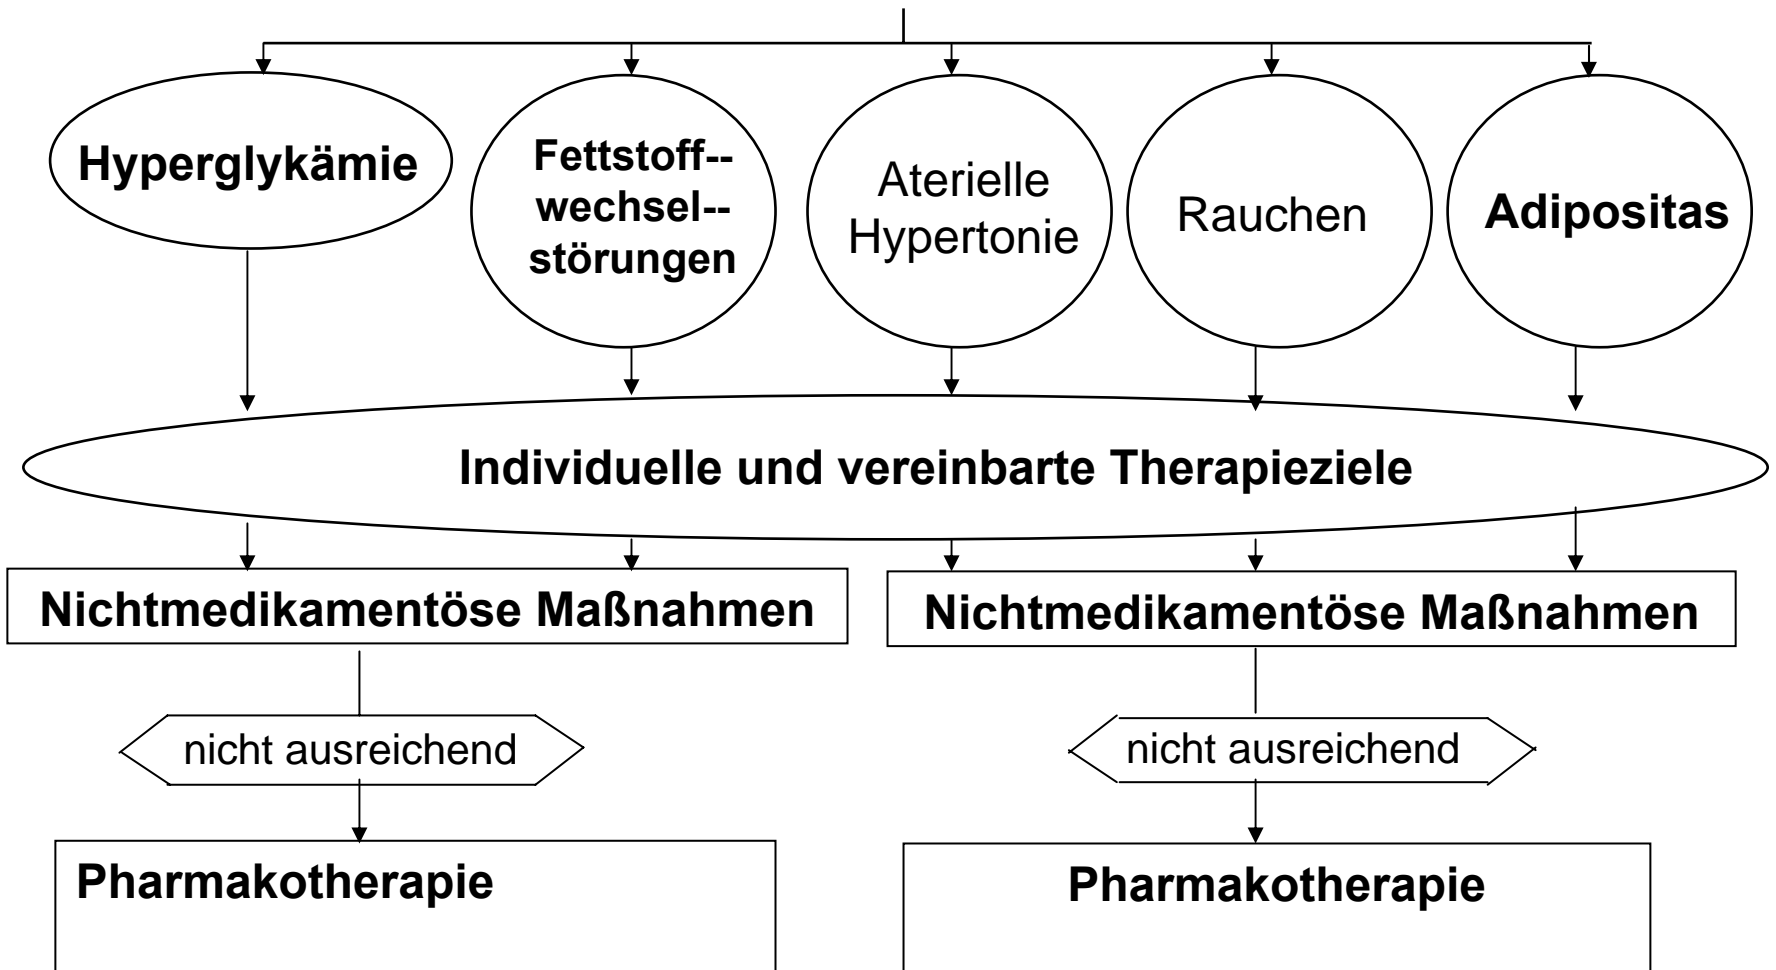 Hyperglykämie
Fettstoff--
wechsel--
störungen
Aterielle
Hypertonie
Rauchen
Adipositas
Individuelle und vereinbarte Therapieziele
Nichtmedikamentöse Maßnahmen
Nichtmedikamentöse Maßnahmen
nicht ausreichend
nicht ausreichend
Pharmakotherapie
Pharmakotherapie